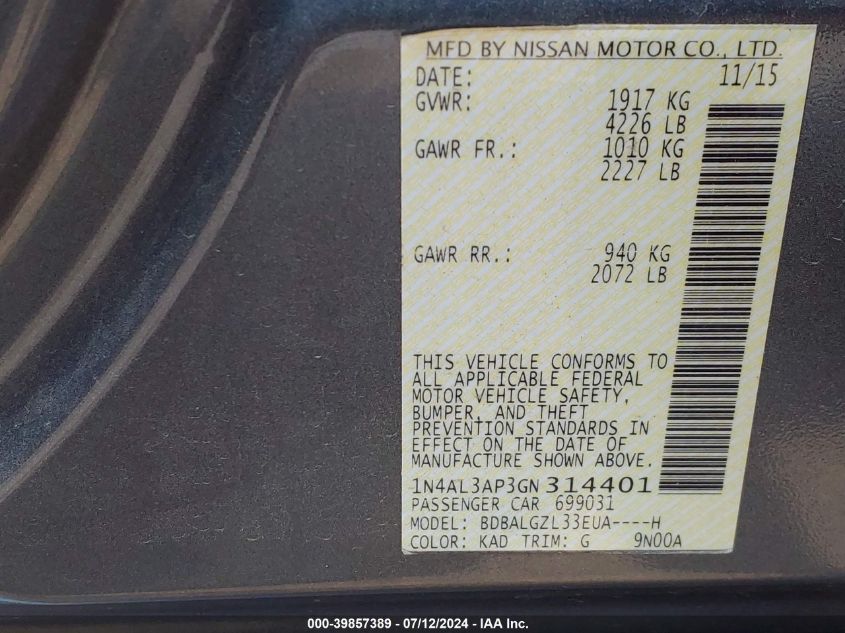 MFD BY NISSAN MOTOR CO., LTD.
DATE: 11/15
GVWR: 1917 KG
4226 LB
GAWR FR.: 1010 KG
2227 LB
GAWR RR.: 940 KG
2072 LB
THIS VEHICLE CONFORMS TO
ALL APPLICABLE FEDERAL
MOTOR VEHICLE SAFETY,
BUMPER, AND THEFT
PREVENTION STANDARDS IN
EFFECT ON THE DATE OF
MANUFACTURE SHOWN ABOVE.
1N4AL3AP3GN314401
PASSENGER CAR 699031
MODEL: BDBALGZL33EUA----H
COLOR: KAD TRIM: G 9N00A
000-39857389 - 07/12/2024 - IAA Inc.